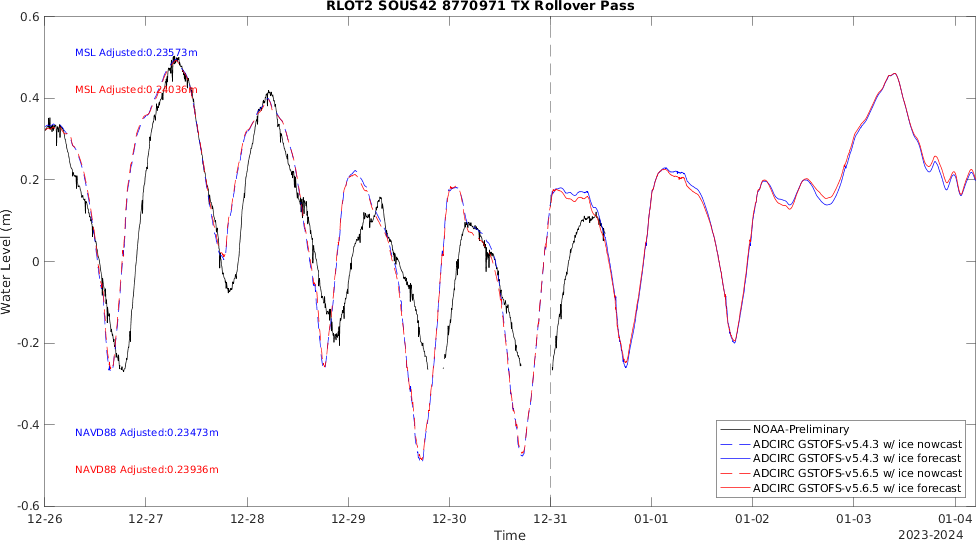 RLOT2 SOUS42 8770971 TX Rollover Pass
0.6
0.4
0.2
0
-0.2
-0.4
-0.6
Water Level (m)
MSL Adjusted:0.23573m
MSL Adjusted:0.24036m
NAVD88 Adjusted:0.23473m
NAVD88 Adjusted:0.23936m
NOAA-Preliminary
ADCIRC GSTOFS-v5.4.3 w/ ice nowcast
ADCIRC GSTOFS-v5.4.3 w/ ice forecast
ADCIRC GSTOFS-v5.6.5 w/ ice nowcast
ADCIRC GSTOFS-v5.6.5 w/ ice forecast
12-26 12-27 12-28 12-29 12-30 12-31 01-01 01-02 01-03 01-04
Time
2023-2024